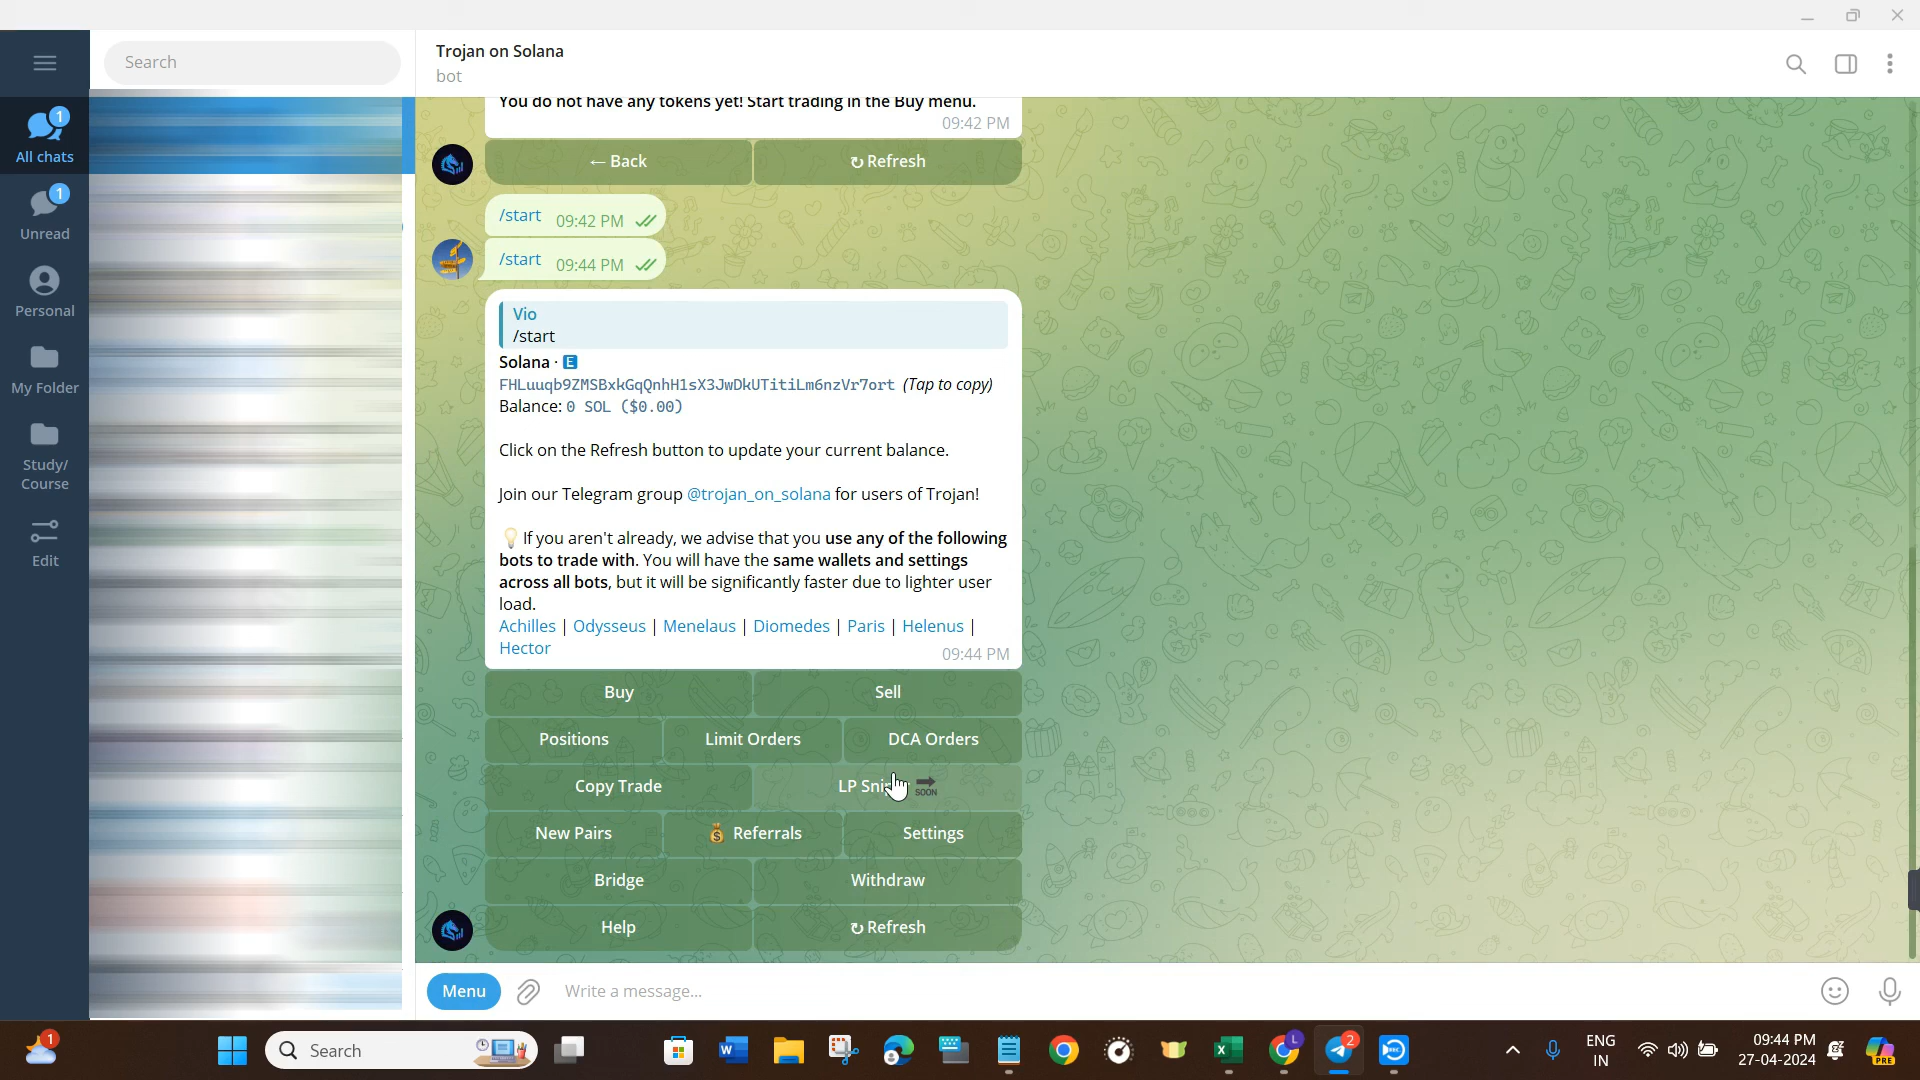 Search
Trojan on Solana
bot
1
All chats
1
Unread
Personal
My Folder
Study/
Course
Edit
You do not have any tokens yet! Start trading in the Buy menu.
09:42 PM
← Back
↻ Refresh
/start 09:42 PM
/start 09:44 PM
Vio
/start
Solana · E
FHLuuqb9ZMSBxkGqQnhH1sX3JwDkUTitiLm6nzVr7ort (Tap to copy)
Balance: 0 SOL ($0.00)
Click on the Refresh button to update your current balance.
Join our Telegram group @trojan_on_solana for users of Trojan!
💡 If you aren't already, we advise that you use any of the following
bots to trade with. You will have the same wallets and settings
across all bots, but it will be significantly faster due to lighter user
load.
Achilles | Odysseus | Menelaus | Diomedes | Paris | Helenus |
Hector
09:44 PM
Buy
Sell
Positions
Limit Orders
DCA Orders
Copy Trade
LP SOON
New Pairs
💰 Referrals
Settings
Bridge
Withdraw
Help
↻ Refresh
Menu
Write a message...
1
Search
L
2
ENG
IN
09:44 PM
27-04-2024
PRE